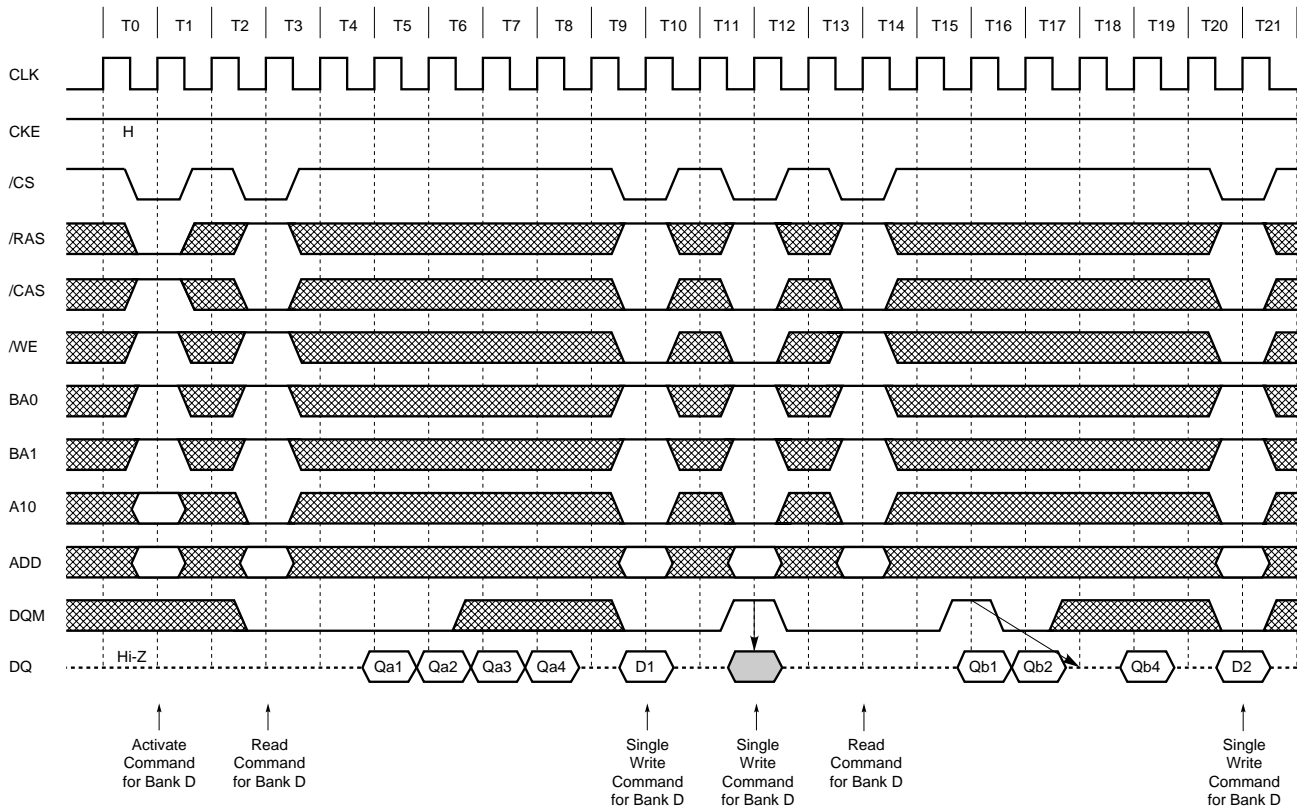 T0 T1 T2 T3 T4 T5 T6 T7 T8 T9 T10 T11 T12 T13 T14 T15 T16 T17 T18 T19 T20 T21
CLK
CKE H
/CS
/RAS
/CAS
/WE
BA0
BA1
A10
ADD
DQM
DQ Hi-Z Qa1 Qa2 Qa3 Qa4 D1 Qb1 Qb2 Qb4 D2
Activate
Command
for Bank D
Read
Command
for Bank D
Single
Write
Command
for Bank D
Single
Write
Command
for Bank D
Read
Command
for Bank D
Single
Write
Command
for Bank D